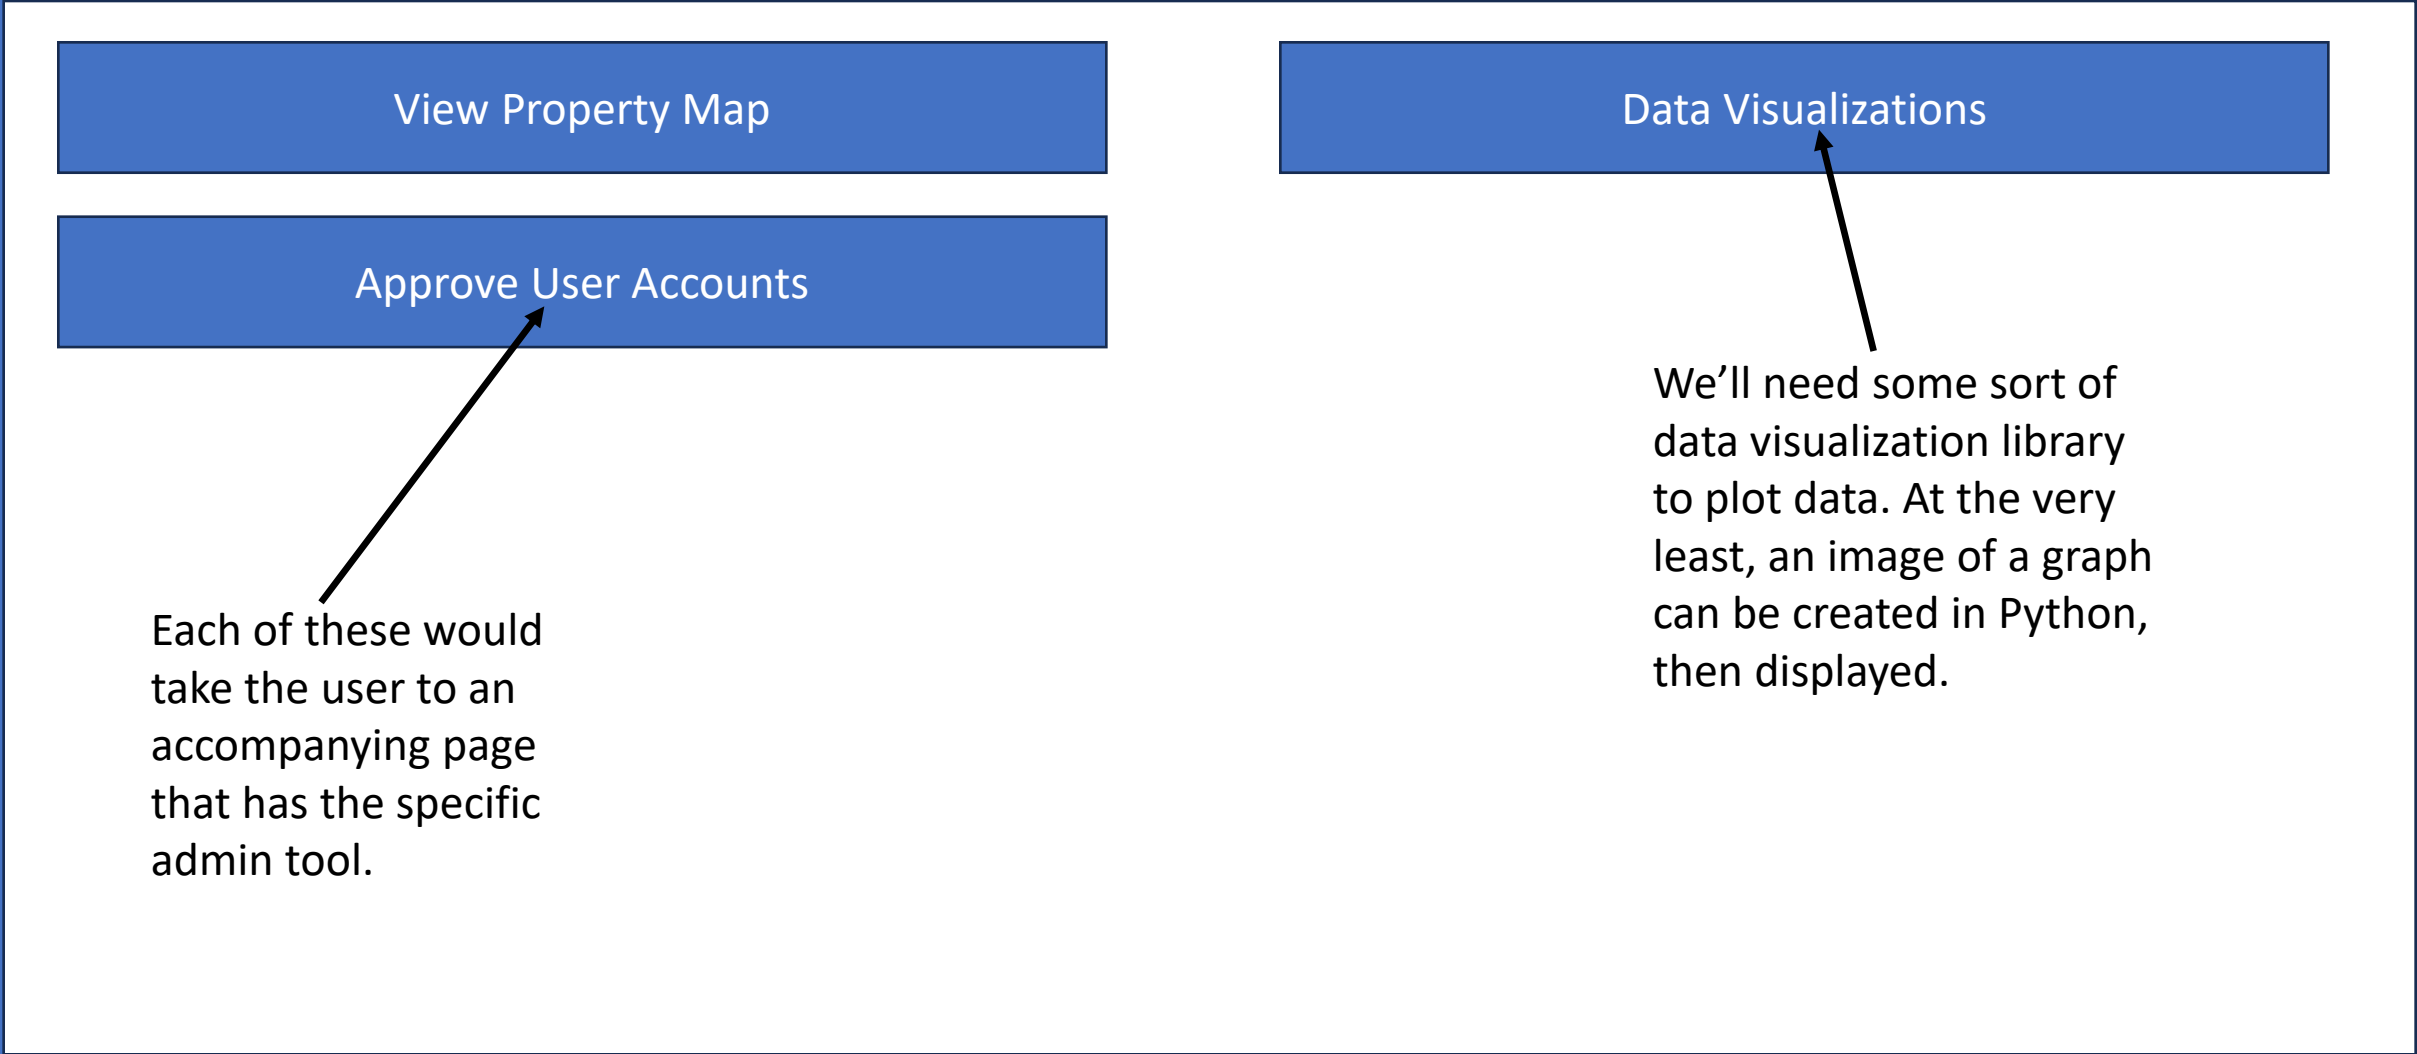 View Property Map
Data Visualizations
Approve User Accounts
We’ll need some sort of
data visualization library
to plot data. At the very
least, an image of a graph
can be created in Python,
then displayed.
Each of these would
take the user to an
accompanying page
that has the specific
admin tool.